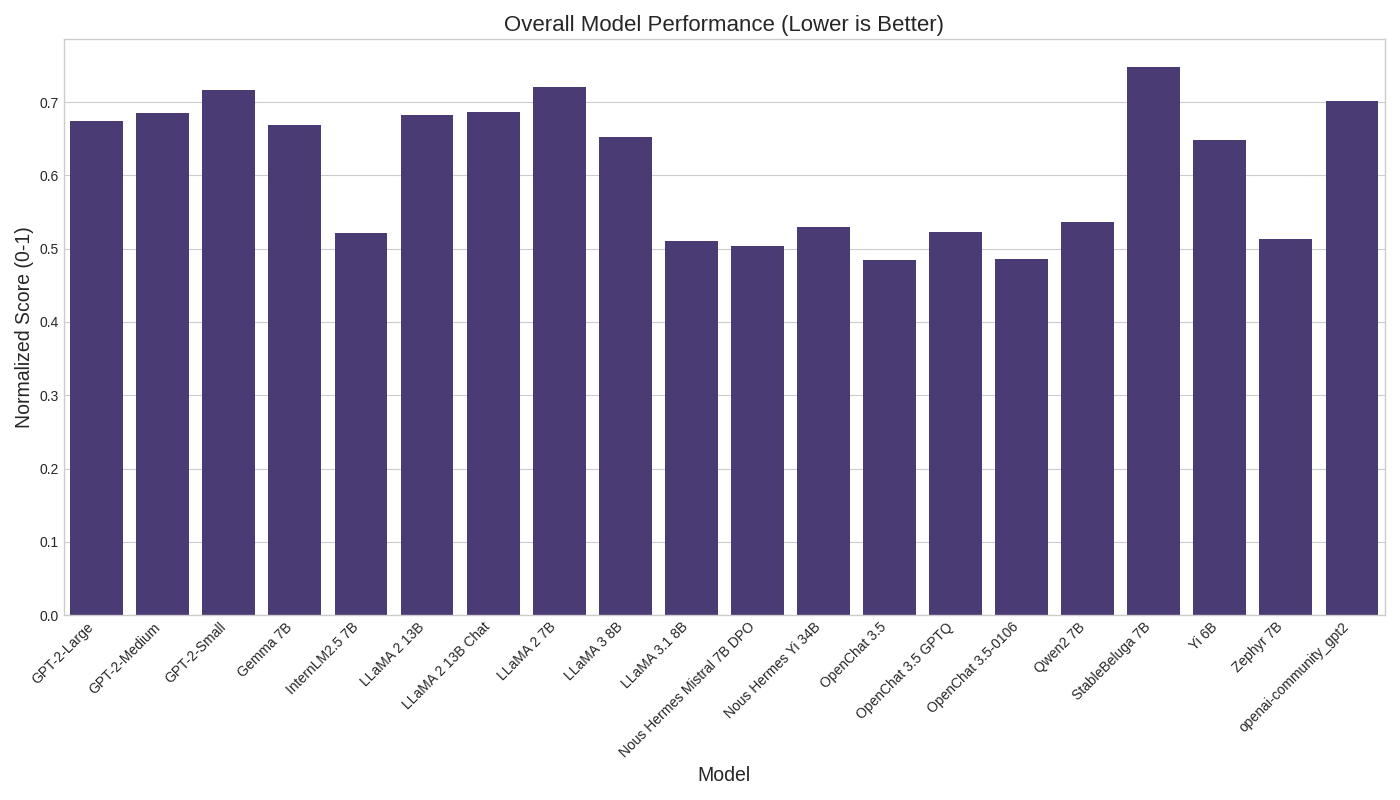 Overall Model Performance (Lower is Better)
Normalized Score (0-1)
0.7
0.6
0.5
0.4
0.3
0.2
0.1
0.0
GPT-2-Large
GPT-2-Medium
GPT-2-Small
Gemma 7B
InternLM2.5 7B
LLaMA 2 13B
LLaMA 2 13B Chat
LLaMA 2 7B
LLaMA 3 8B
LLaMA 3.1 8B
Nous Hermes Mistral 7B DPO
Nous Hermes Yi 34B
OpenChat 3.5
OpenChat 3.5 GPTQ
OpenChat 3.5-0106
Qwen2 7B
StableBeluga 7B
Yi 6B
Zephyr 7B
openai-community_gpt2
Model